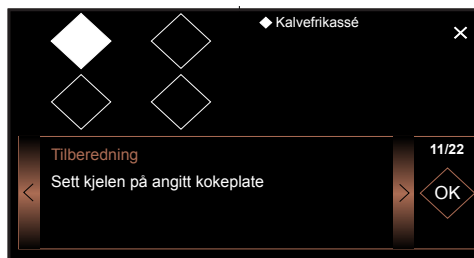 Kalvefrikassé
Tilberedning
11/22
Sett kjelen på angitt kokeplate
OK